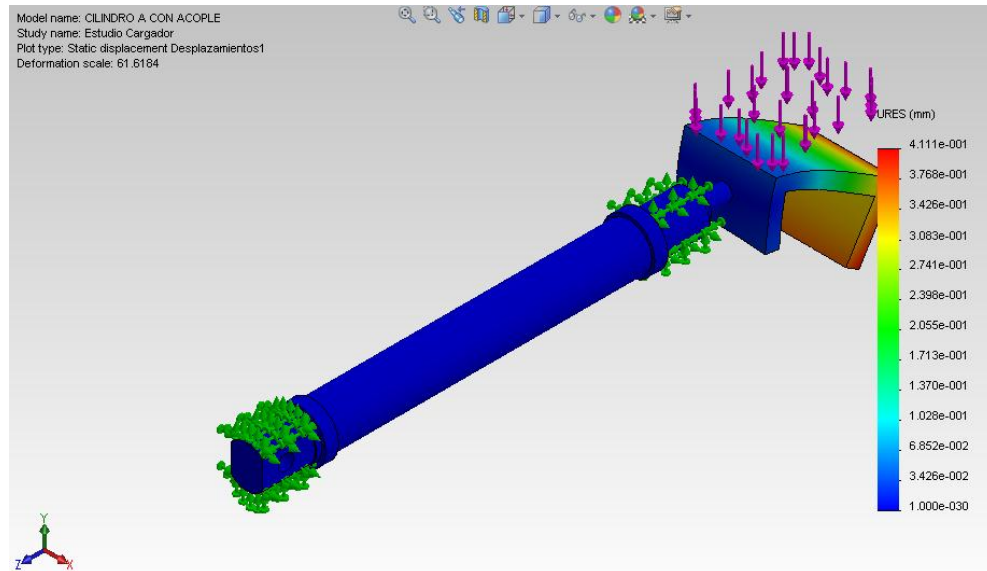 Model name: CILINDRO A CON ACOPLE
Study name: Estudio Cargador
Plot type: Static displacement Desplazamientos1
Deformation scale: 61.6184
URES (mm)
4.111e-001
3.768e-001
3.426e-001
3.083e-001
2.741e-001
2.398e-001
2.055e-001
1.713e-001
1.370e-001
1.028e-001
6.852e-002
3.426e-002
1.000e-030
Y
Z
X